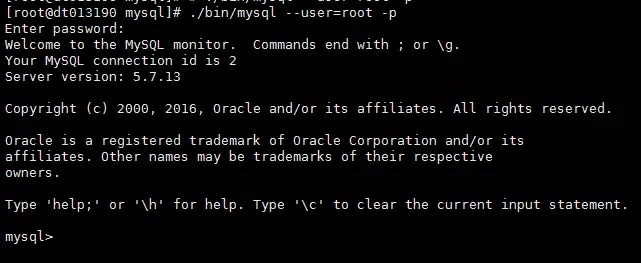 [root@dt013190 mysql]# ./bin/mysql --user=root -p
Enter password:
Welcome to the MySQL monitor.  Commands end with ; or \g.
Your MySQL connection id is 2
Server version: 5.7.13
Copyright (c) 2000, 2016, Oracle and/or its affiliates. All rights reserved.
Oracle is a registered trademark of Oracle Corporation and/or its
affiliates. Other names may be trademarks of their respective
owners.
Type 'help;' or '\h' for help. Type '\c' to clear the current input statement.
mysql>